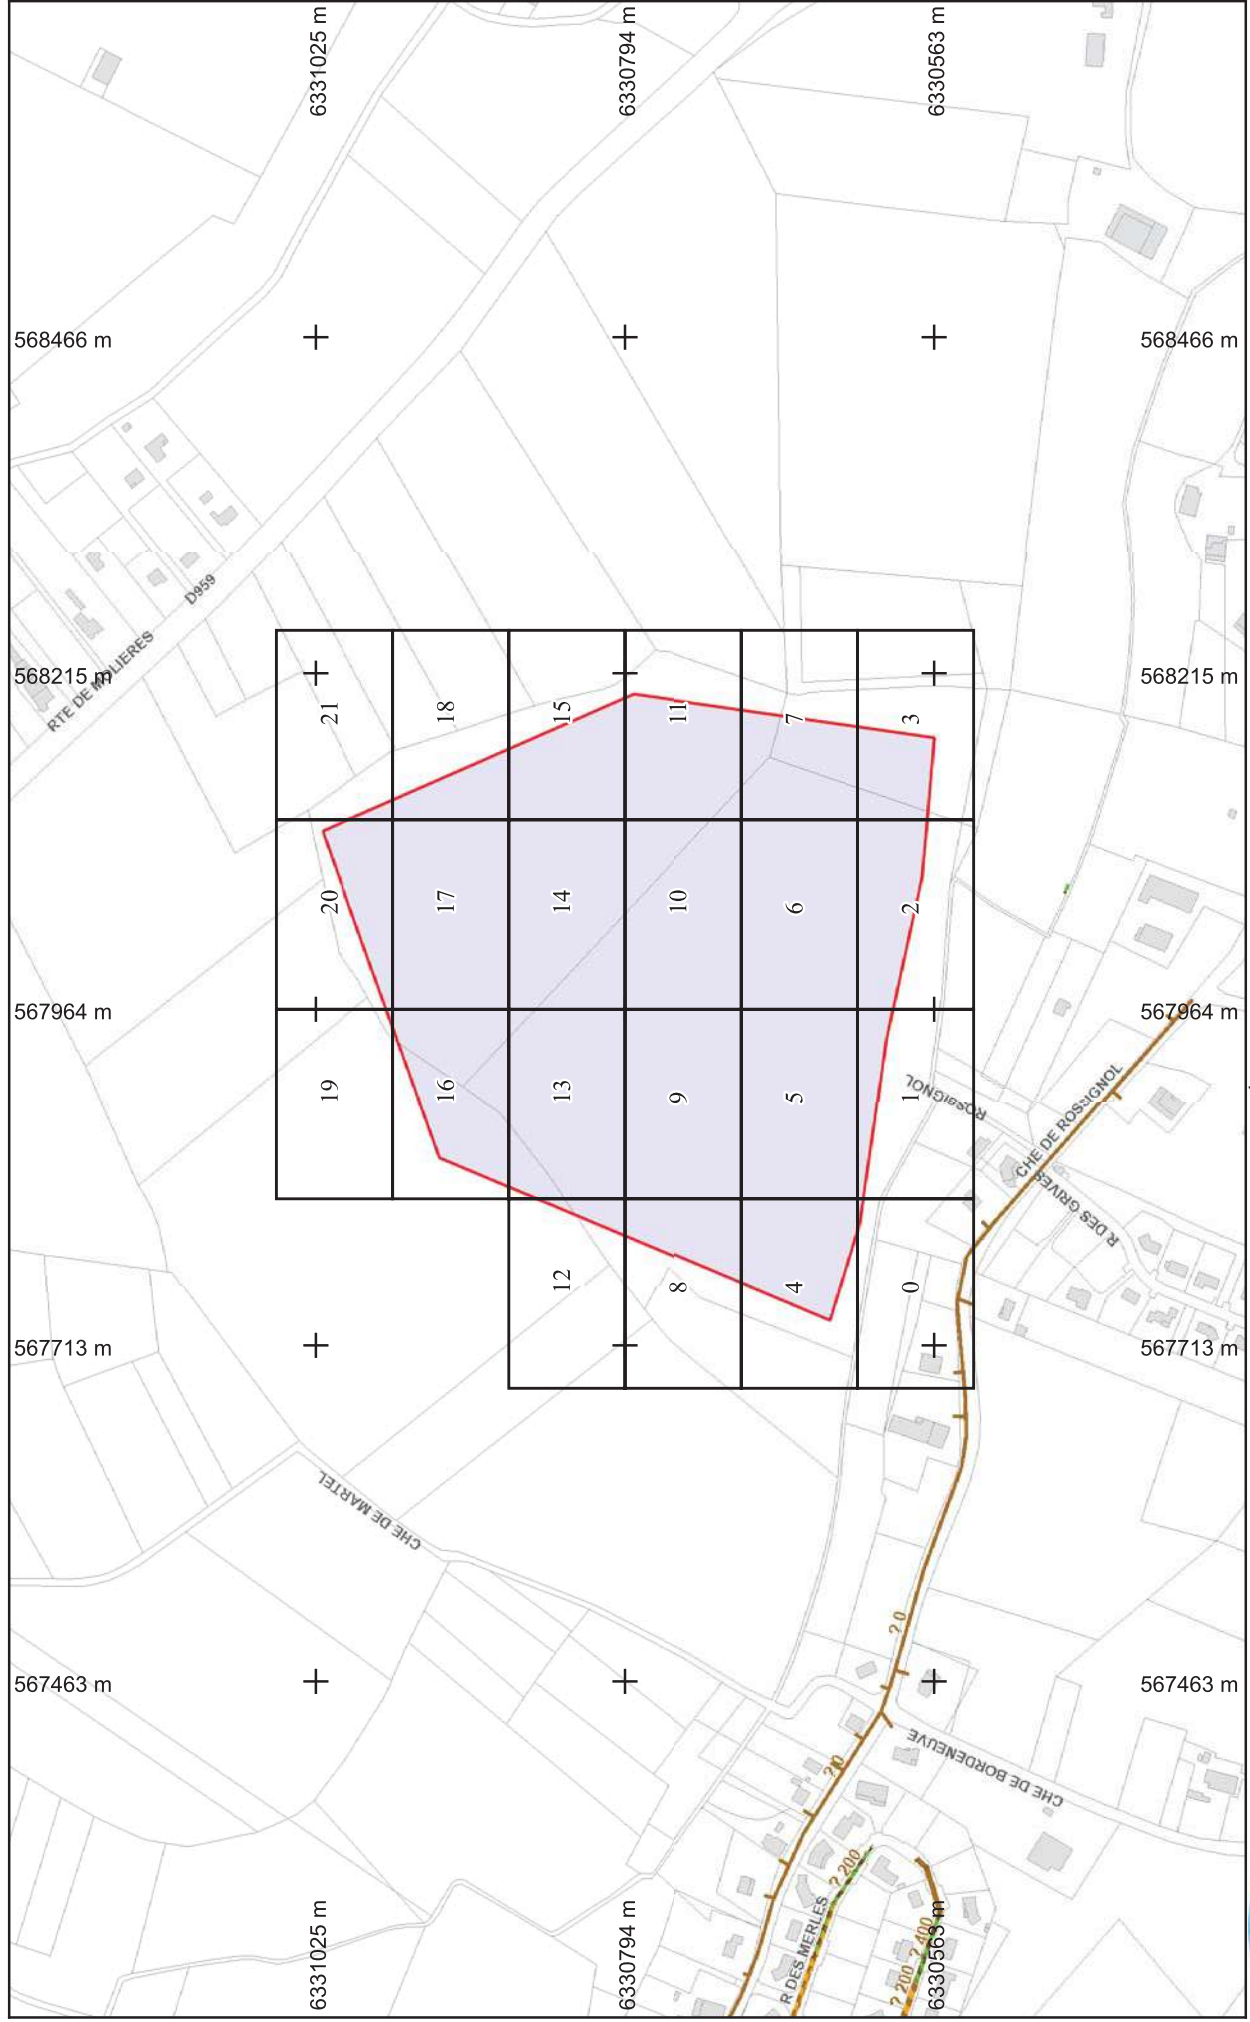 6331025 m
6330794 m
6330563 m
568466 m
568466 m
RTE DE MOLIERES
D959
568215 m
568215 m
21
18
15
11
7
3
20
17
14
10
6
2
567964 m
567964 m
19
16
13
9
5
1
ROSSIGNOL
CHE DE ROSSIGNOL
R DES GRIVES
12
8
4
0
567713 m
567713 m
CHE DE MARTEL
? 0
567463 m
567463 m
CHE DE BORDENEUVE
? 200
R DES MERLES
? 400
? 200
6331025 m
6330794 m
6330563 m